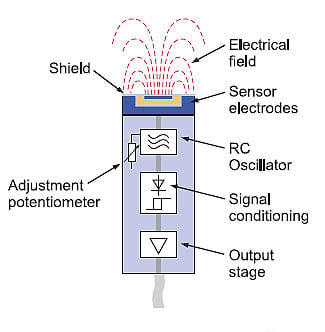 Electrical
field
Shield
Sensor
electrodes
RC
Oscillator
Adjustment
potentiometer
Signal
conditioning
Output
stage